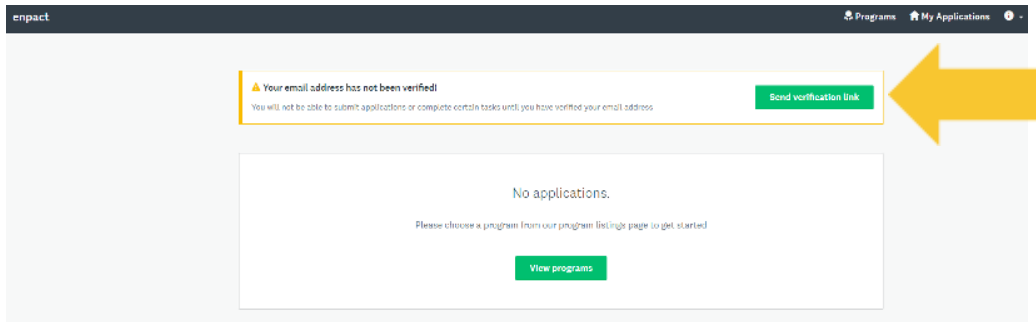 enpact
Programs My Applications
Your email address has not been verified!
You will not be able to submit applications or complete certain tasks until you have verified your email address
Send verification link
No applications.
Please choose a program from our program listings page to get started
View programs